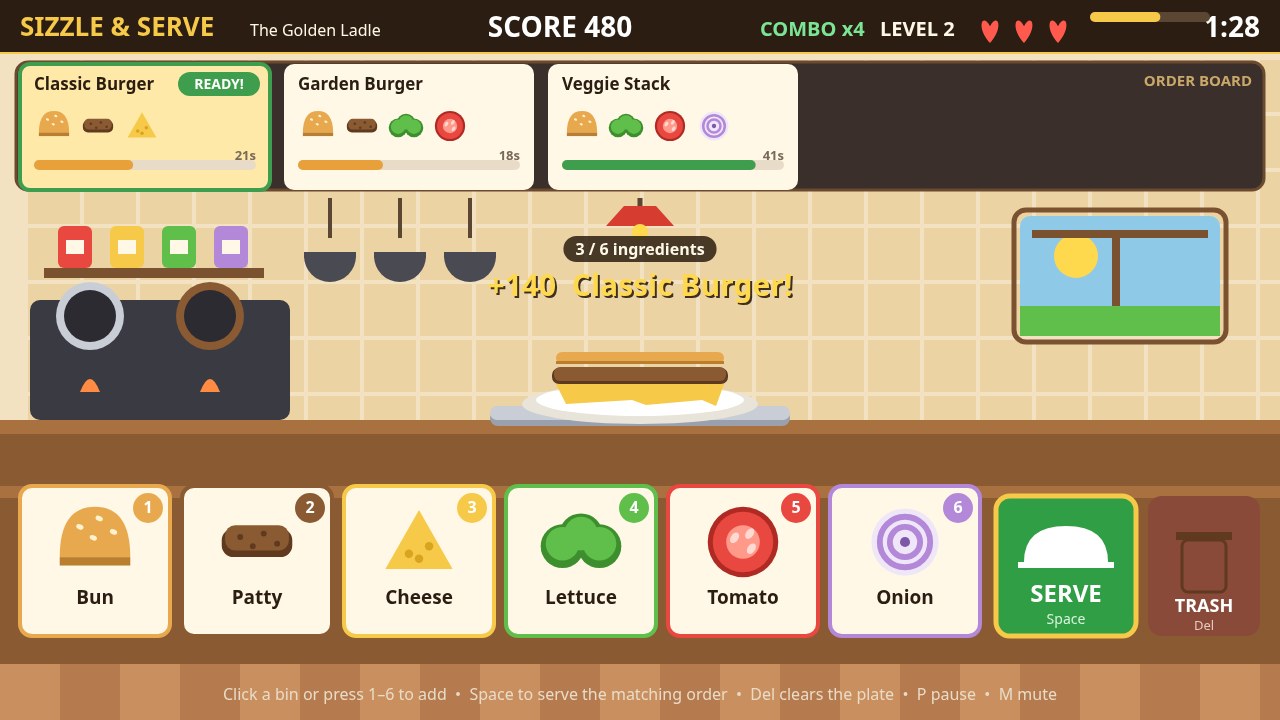 SIZZLE & SERVE
The Golden Ladle
SCORE 480
COMBO x4
LEVEL 2
1:28
Classic Burger
READY!
21s
Garden Burger
18s
Veggie Stack
41s
ORDER BOARD
3 / 6 ingredients
+140 Classic Burger!
1
Bun
2
Patty
3
Cheese
4
Lettuce
5
Tomato
6
Onion
SERVE
Space
TRASH
Del
Click a bin or press 1–6 to add • Space to serve the matching order • Del clears the plate • P pause • M mute